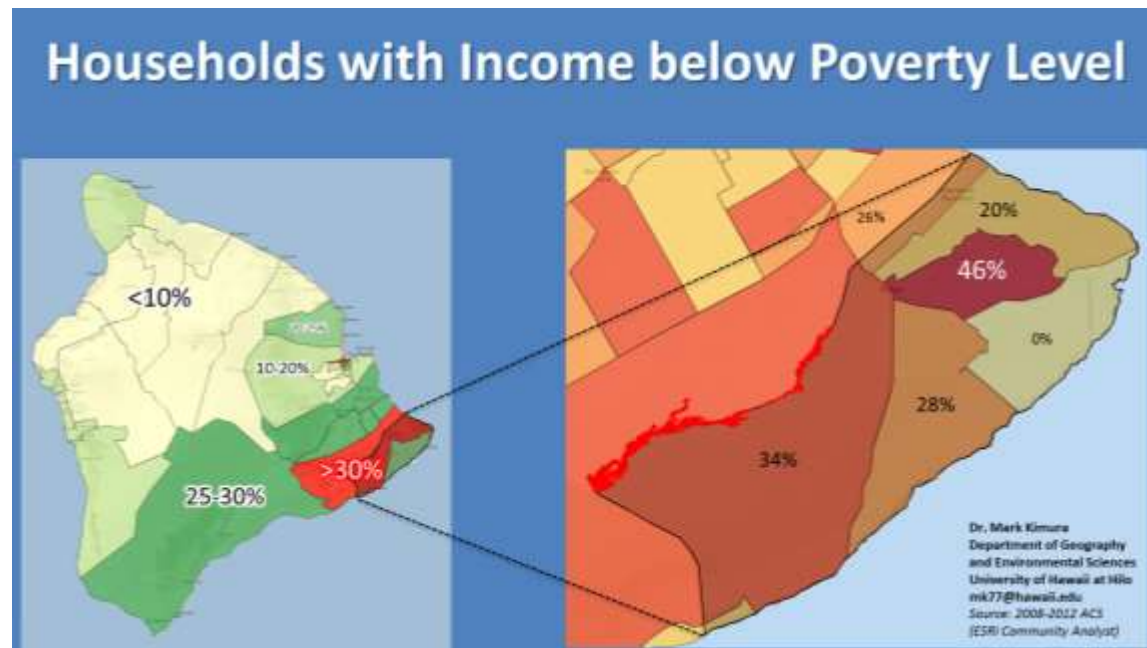 Households with Income below Poverty Level
<10%
10-20%
>30%
25-30%
26%
20%
46%
0%
28%
34%
Dr. Mark Kimura
Department of Geography
and Environmental Sciences
University of Hawaii at Hilo
mk77@hawaii.edu
Source: 2008-2012 ACS
(ESRI Community Analyst)